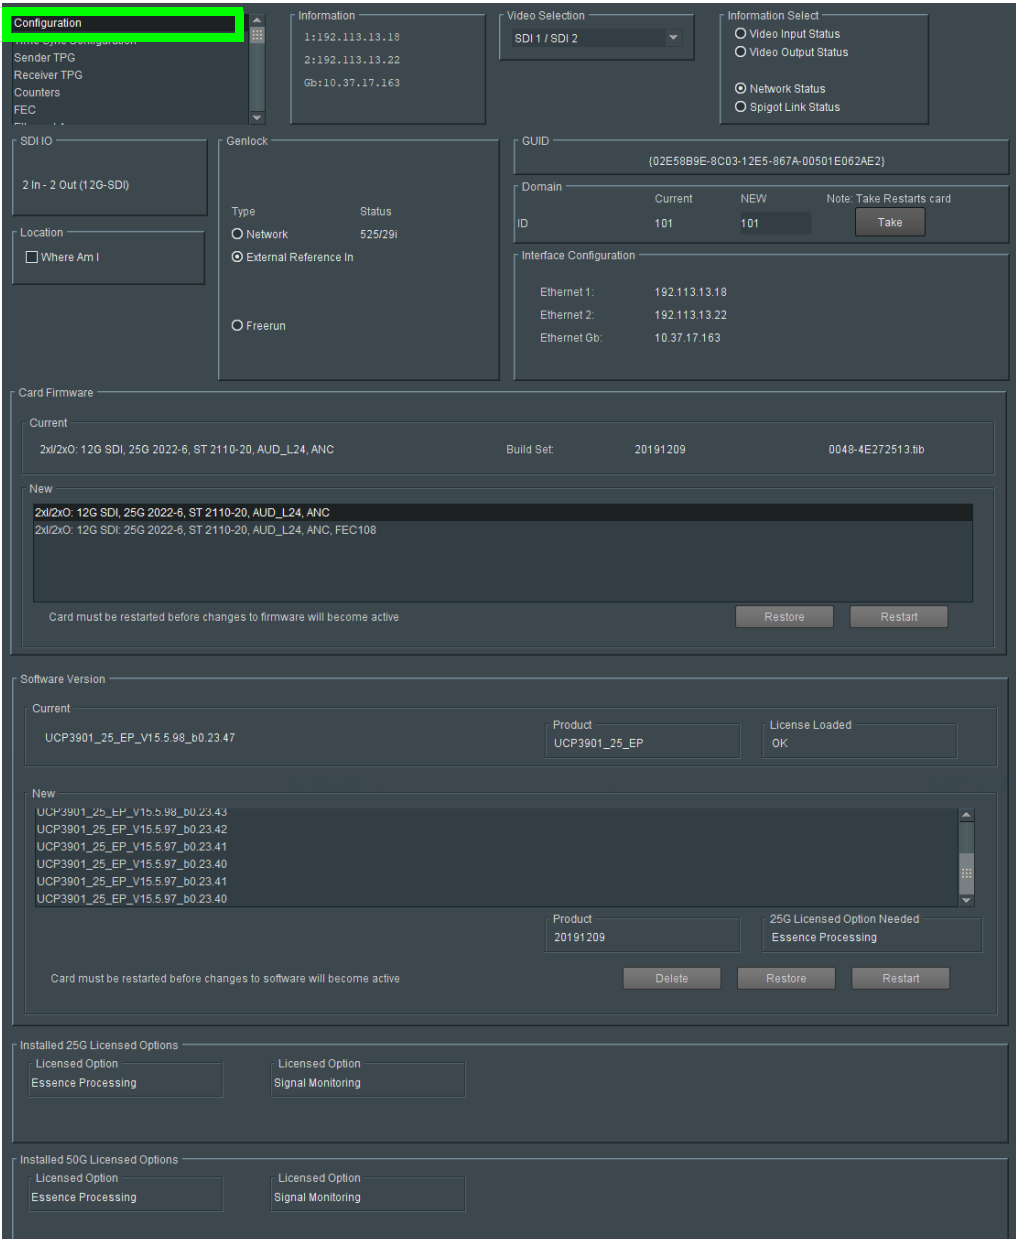 Configuration
Time Sync Configuration
Sender TPG
Receiver TPG
Counters
FEC
Information
1:192.113.13.18
2:192.113.13.22
Gb:10.37.17.163
Video Selection
SDI 1 / SDI 2
Information Select
Video Input Status
Video Output Status
Network Status
Spigot Link Status
SDI IO
2 In - 2 Out (12G-SDI)
Location
Where Am I
Genlock
Type Status
Network 525/29i
External Reference In
Freerun
GUID
{02E58B9E-8C03-12E5-867A-00501E062AE2}
Domain
Current NEW Note: Take Restarts card
ID 101 101 Take
Interface Configuration
Ethernet 1: 192.113.13.18
Ethernet 2: 192.113.13.22
Ethernet Gb: 10.37.17.163
Card Firmware
Current
2xI/2xO: 12G SDI, 25G 2022-6, ST 2110-20, AUD_L24, ANC Build Set: 20191209 0048-4E272513.tib
New
2xI/2xO: 12G SDI, 25G 2022-6, ST 2110-20, AUD_L24, ANC
2xI/2xO: 12G SDI: 25G 2022-6, ST 2110-20, AUD_L24, ANC, FEC108
Card must be restarted before changes to firmware will become active Restore Restart
Software Version
Current
UCP3901_25_EP_V15.5.98_b0.23.47
Product
UCP3901_25_EP
License Loaded
OK
New
UCP3901_25_EP_V15.5.98_b0.23.43
UCP3901_25_EP_V15.5.97_b0.23.42
UCP3901_25_EP_V15.5.97_b0.23.41
UCP3901_25_EP_V15.5.97_b0.23.40
UCP3901_25_EP_V15.5.97_b0.23.41
UCP3901_25_EP_V15.5.97_b0.23.40
Product
20191209
25G Licensed Option Needed
Essence Processing
Card must be restarted before changes to software will become active Delete Restore Restart
Installed 25G Licensed Options
Licensed Option Licensed Option
Essence Processing Signal Monitoring
Installed 50G Licensed Options
Licensed Option Licensed Option
Essence Processing Signal Monitoring